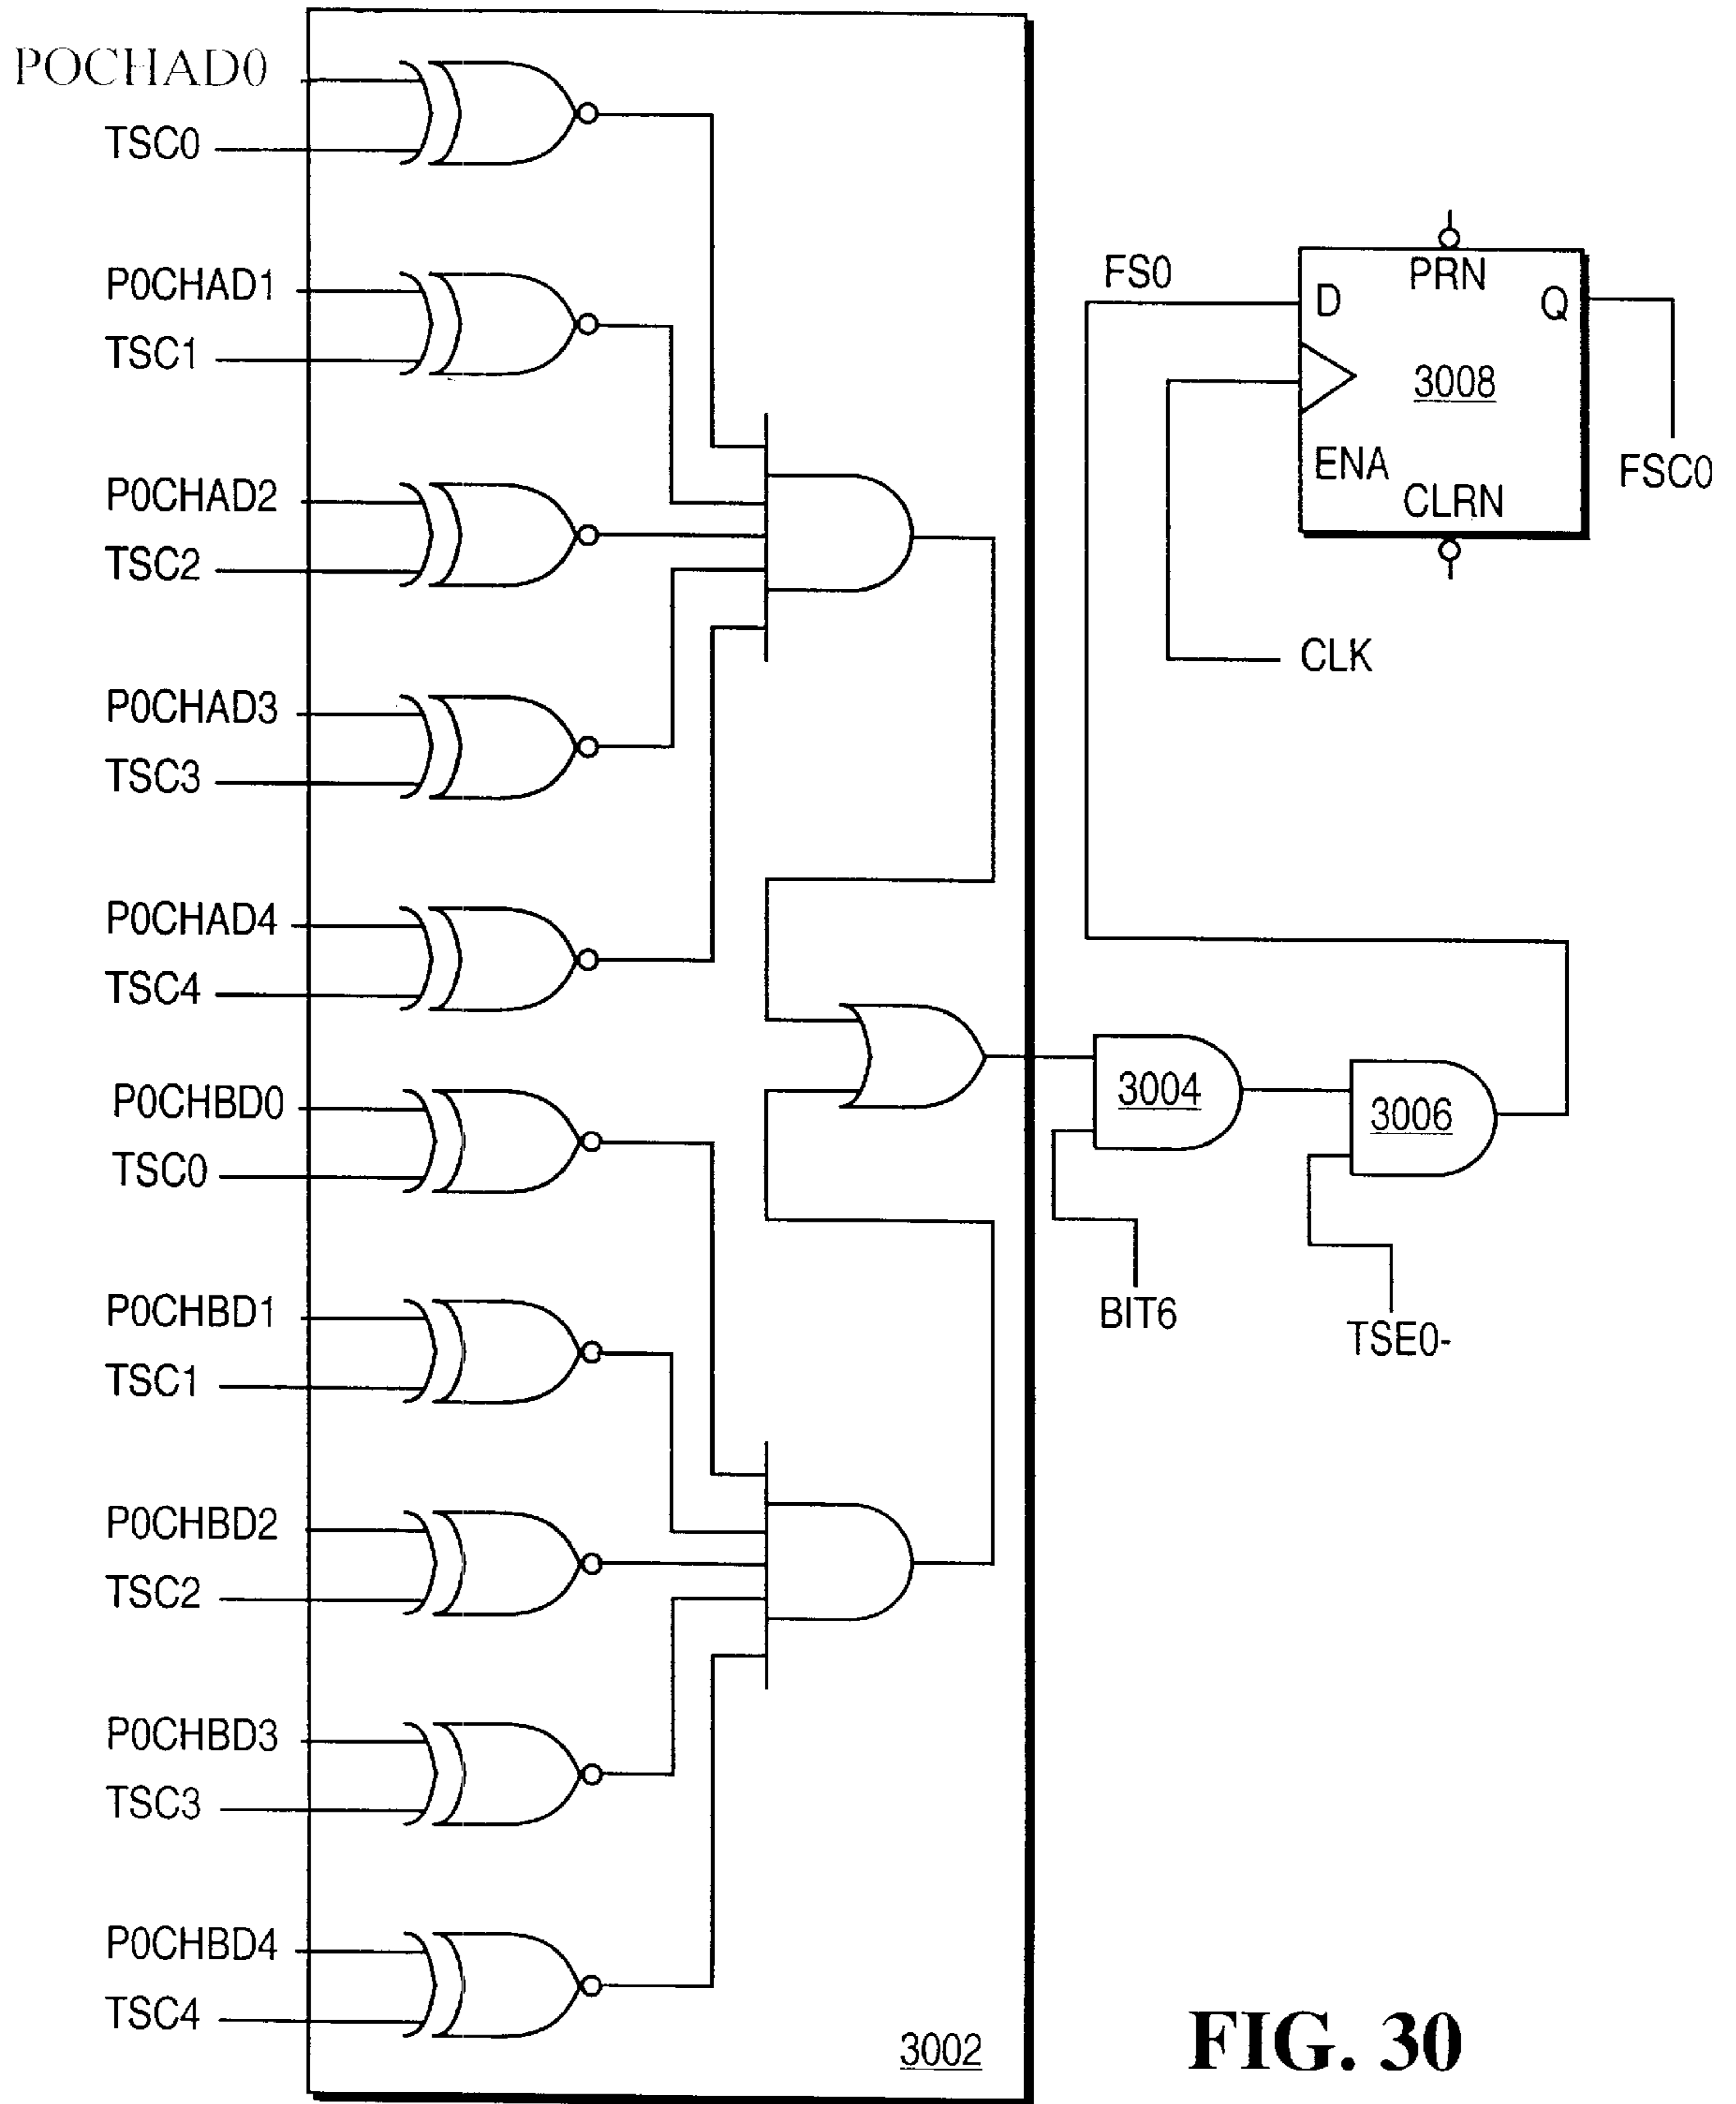 POCHAD0
TSC0
P0CHAD1
TSC1
P0CHAD2
TSC2
P0CHAD3
TSC3
P0CHAD4
TSC4
P0CHBD0
TSC0
P0CHBD1
TSC1
P0CHBD2
TSC2
P0CHBD3
TSC3
P0CHBD4
TSC4
3002
FS0
D
PRN
Q
3008
ENA
CLRN
FSC0
CLK
3004
3006
BIT6
TSE0-
FIG. 30